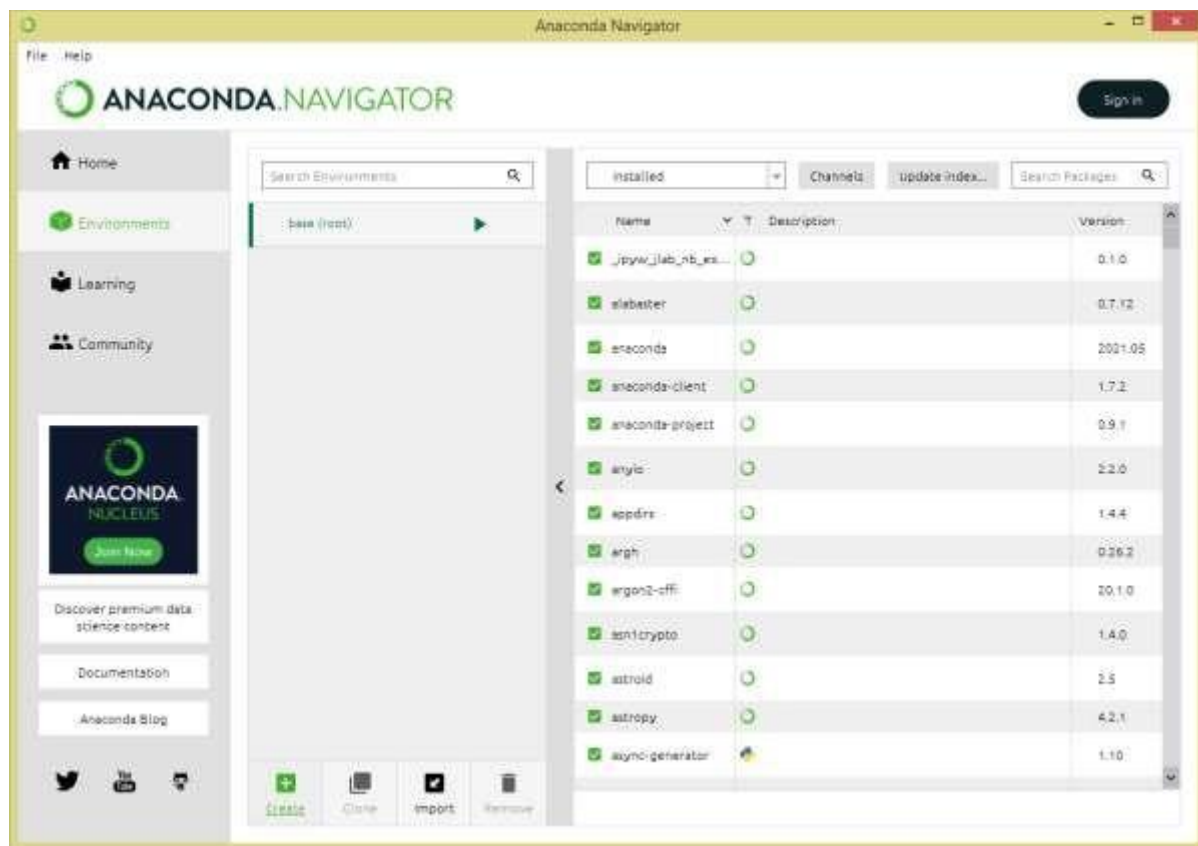 Anaconda Navigator
File Help
ANACONDA.NAVIGATOR
Sign in
Home
Environments
Learning
Community
ANACONDA
NUCLEUS
Join Now
Discover premium data
science content
Documentation
Anaconda Blog
You
Tube
Search Environments
base (root)
Create
Clone
Import
Remove
Installed
Channels
Update index...
Search Packages
Name Description Version
_ipyw_jlab_nb_ex... 0.1.0
alabaster 0.7.12
anaconda 2021.05
anaconda-client 1.7.2
anaconda-project 0.9.1
anyio 2.2.0
appdirs 1.4.4
argh 0.26.2
argon2-cffi 20.1.0
asn1crypto 1.4.0
astroid 2.5
astropy 4.2.1
async-generator 1.10